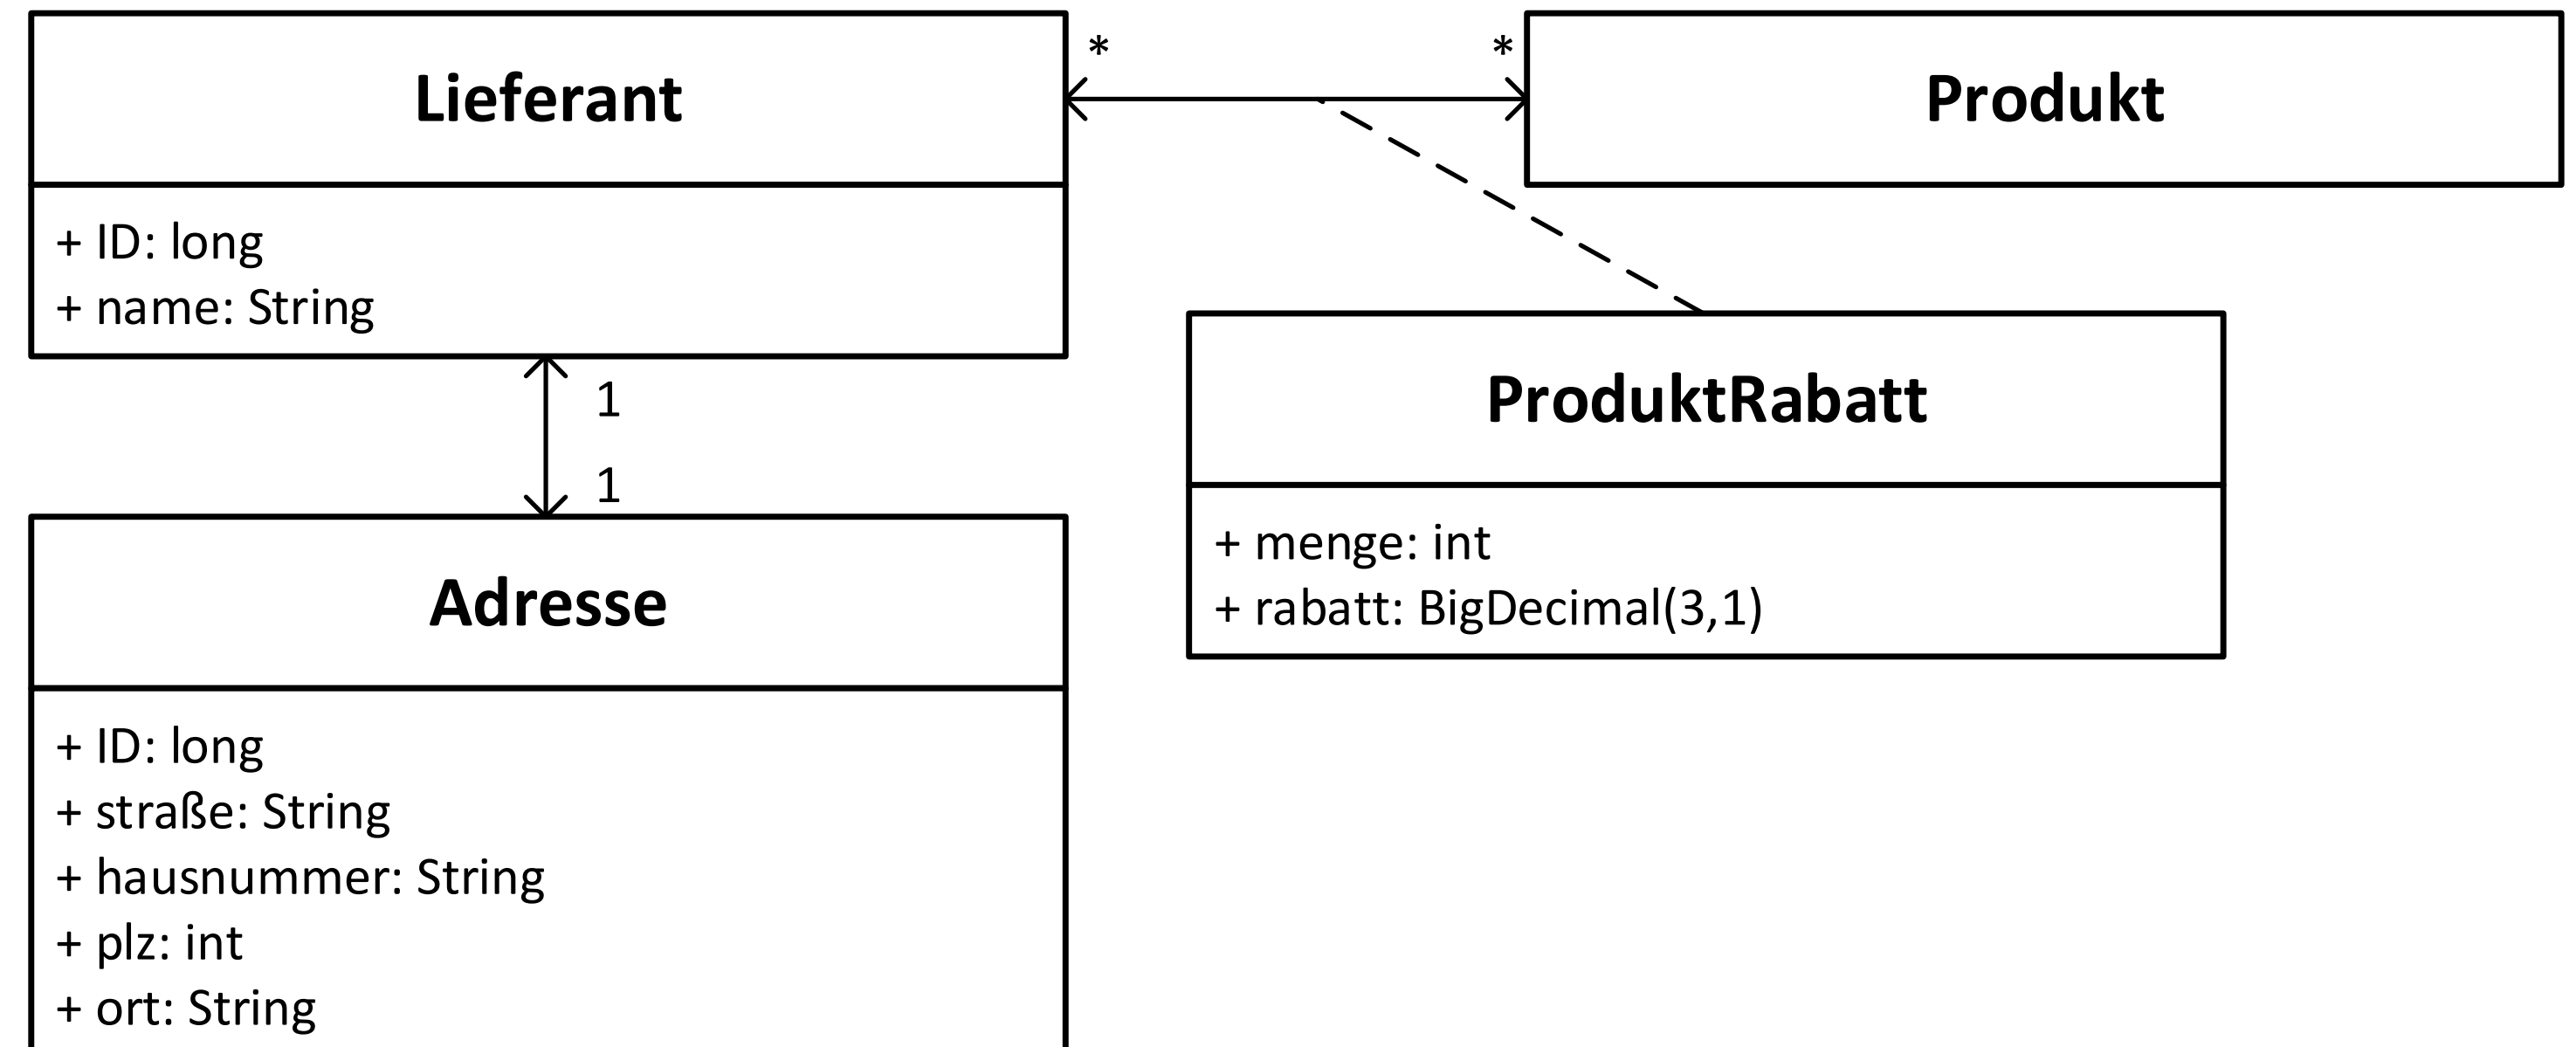 Lieferant
+ ID: long
+ name: String
*
*
Produkt
1
1
ProduktRabatt
+ menge: int
+ rabatt: BigDecimal(3,1)
Adresse
+ ID: long
+ straße: String
+ hausnummer: String
+ plz: int
+ ort: String